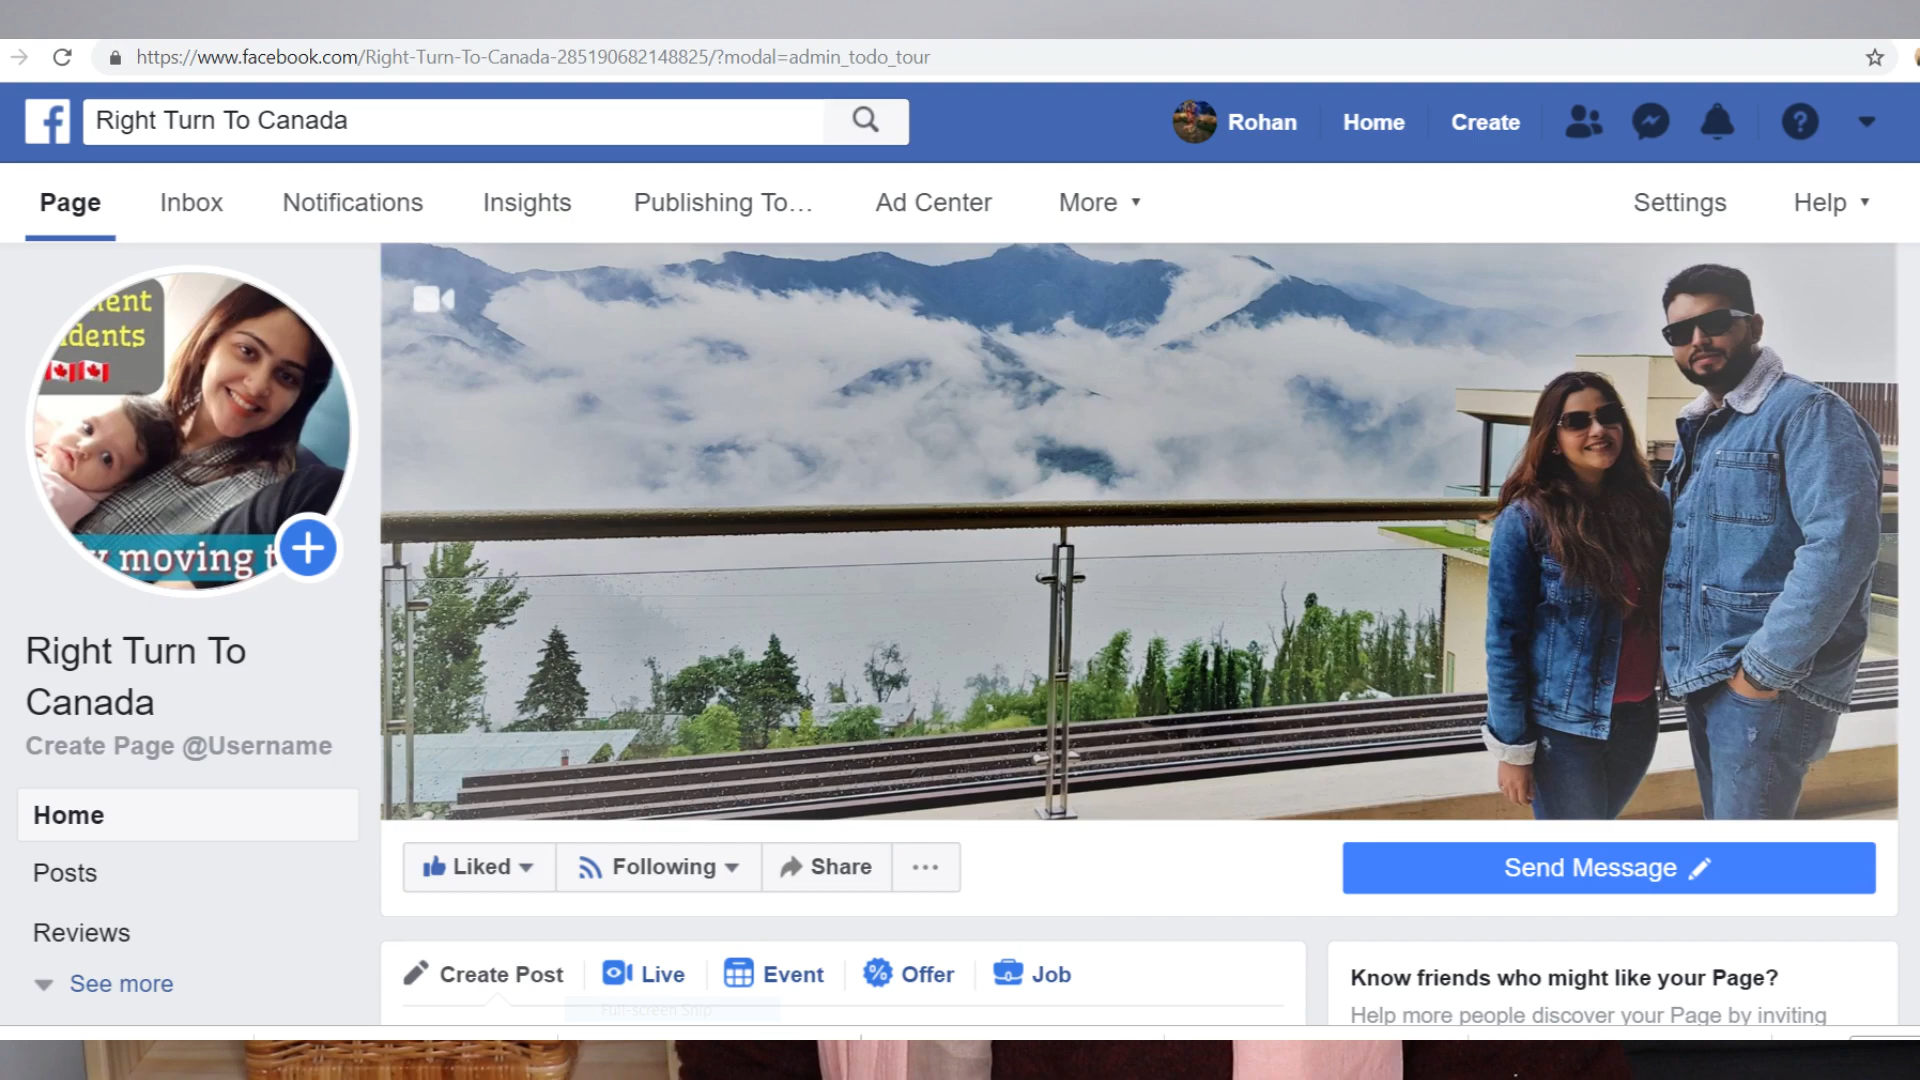 https://www.facebook.com/Right-Turn-To-Canada-285190682148825/?modal=admin_todo_tour
f Right Turn To Canada Rohan Home Create ?
Page Inbox Notifications Insights Publishing To... Ad Center More Settings Help
dents
moving t
Right Turn To
Canada
Create Page @Username
Home
Posts
Reviews
See more
Liked Following Share ... Send Message
Create Post Live Event % Offer Job
Full-screen Snip
Know friends who might like your Page?
Help more people discover your Page by inviting